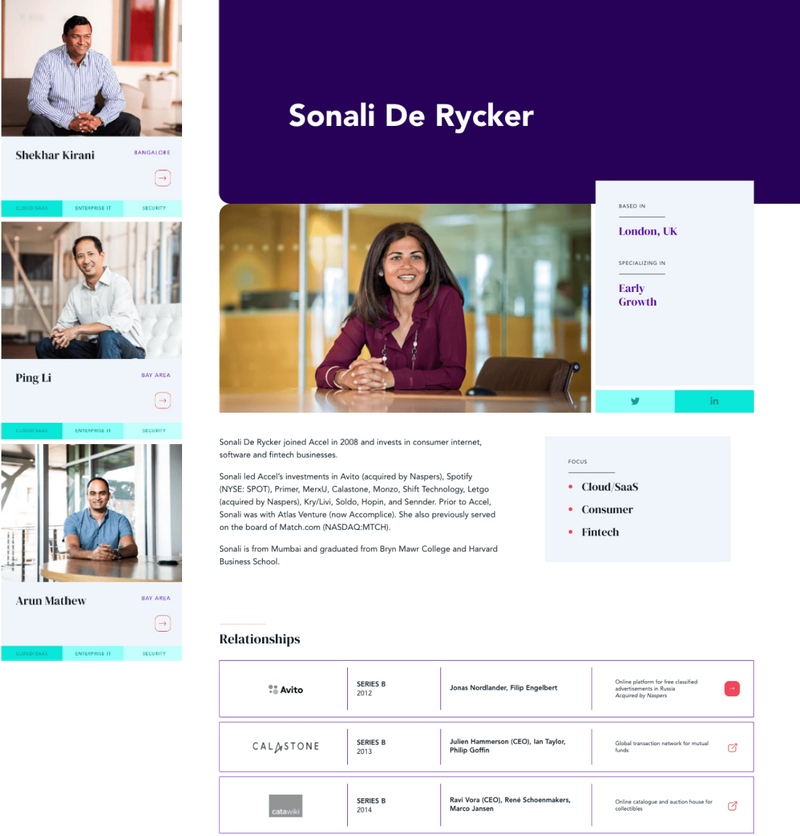 Shekhar Kirani
BANGALORE
CLOUD/SAAS
ENTERPRISE IT
SECURITY
Ping Li
BAY AREA
CLOUD/SAAS
ENTERPRISE IT
SECURITY
Arun Mathew
BAY AREA
CLOUD/SAAS
ENTERPRISE IT
SECURITY
Sonali De Rycker
BASED IN
London, UK
SPECIALIZING IN
Early
Growth
in
Sonali De Rycker joined Accel in 2008 and invests in consumer internet,
software and fintech businesses.
Sonali led Accel's investments in Avito (acquired by Naspers), Spotify
(NYSE: SPOT), Primer, MerxU, Calastone, Monzo, Shift Technology, Letgo
(acquired by Naspers), Kry/Livi, Soldo, Hopin, and Sennder. Prior to Accel,
Sonali was with Atlas Venture (now Accomplice). She also previously served
on the board of Match.com (NASDAQ:MTCH).
Sonali is from Mumbai and graduated from Bryn Mawr College and Harvard
Business School.
FOCUS
Cloud/SaaS
Consumer
Fintech
Relationships
Avito
SERIES B
2012
Jonas Nordlander, Filip Engelbert
Online platform for free classified
advertisements in Russia
Acquired by Naspers
CALASTONE
SERIES B
2013
Julien Hammerson (CEO), Ian Taylor,
Philip Goffin
Global transaction network for mutual
funds
catawiki
SERIES B
2014
Ravi Vora (CEO), René Schoenmakers,
Marco Jansen
Online catalogue and auction house for
collectibles